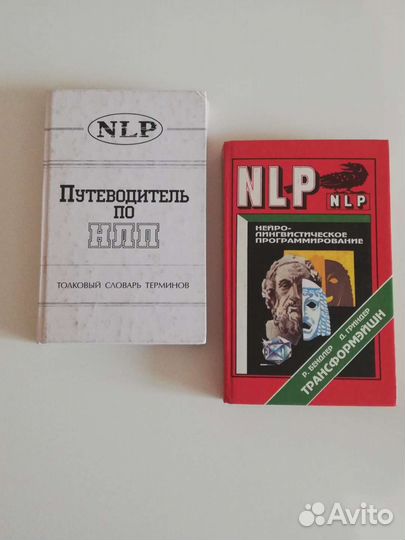 NLP
ПУТЕВОДИТЕЛЬ
ПО
НЛП
ТОЛКОВЫЙ СЛОВАРЬ ТЕРМИНОВ
NLP
NLP
НЕЙРО-
ЛИНГВИСТИЧЕСКОЕ
ПРОГРАММИРОВАНИЕ
Р. БЕНДЛЕР Д. ГРИНДЕР
ТРАНСФОРМЭЙШН
Avito